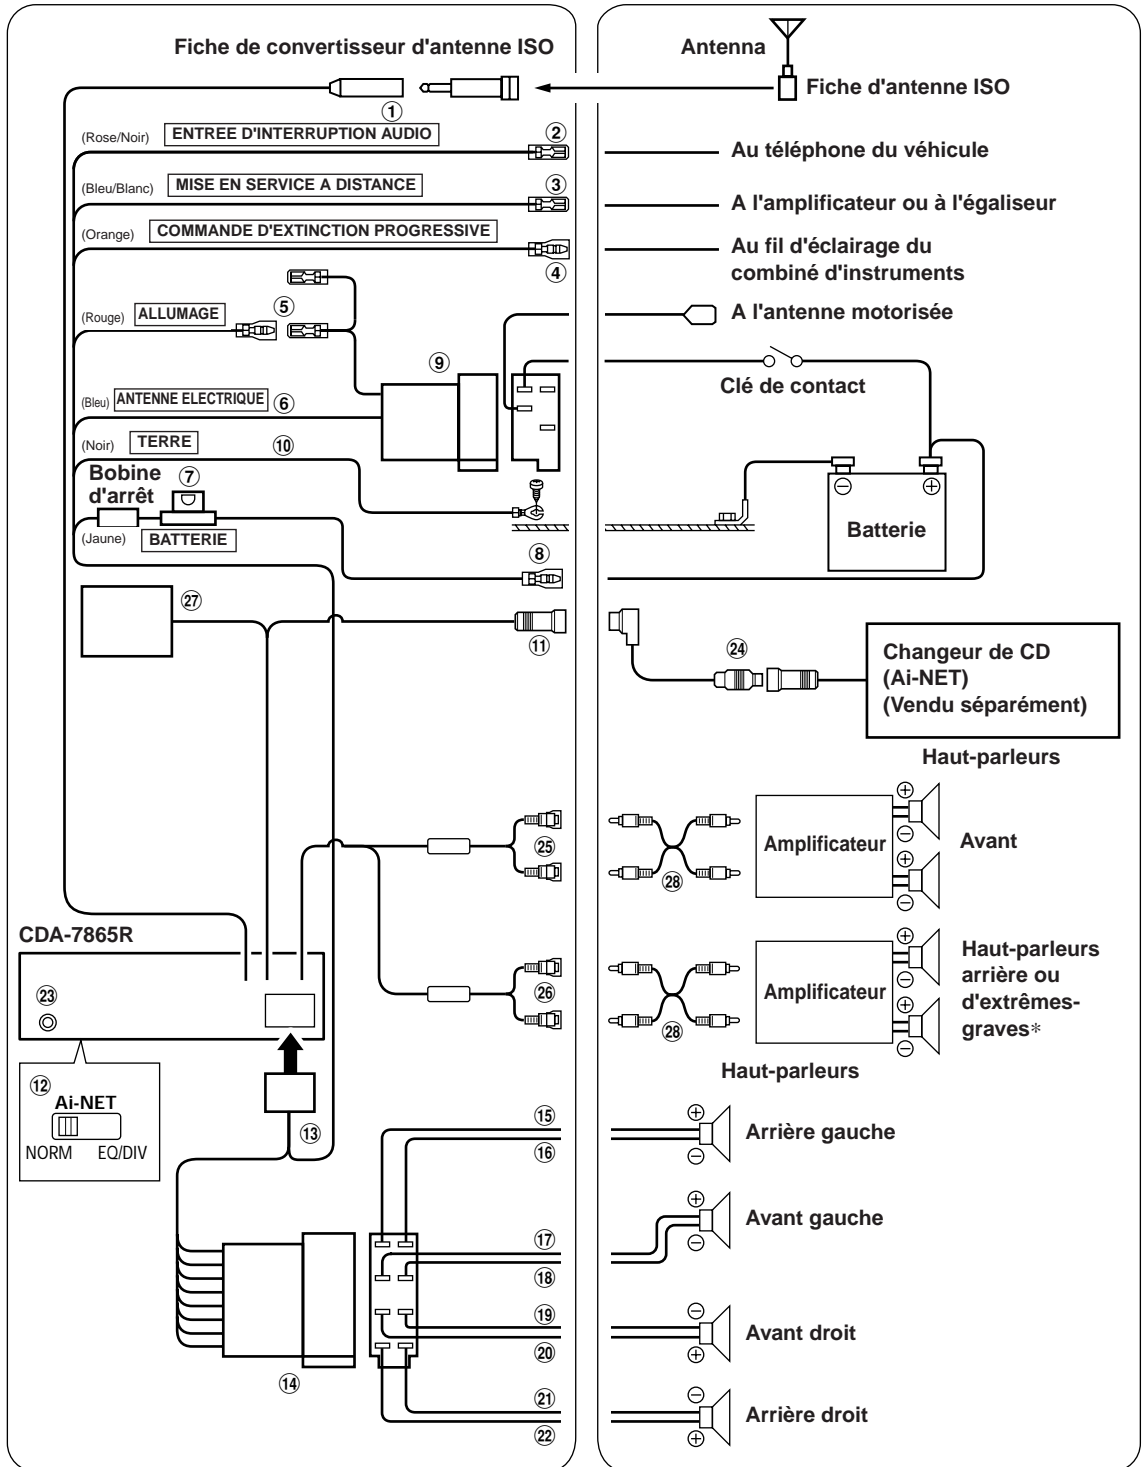 Fiche de convertisseur d'antenne ISO
Antenna
Fiche d'antenne ISO
①
(Rose/Noir) ENTREE D'INTERRUPTION AUDIO ②
Au téléphone du véhicule
(Bleu/Blanc) MISE EN SERVICE A DISTANCE ③
A l'amplificateur ou à l'égaliseur
(Orange) COMMANDE D'EXTINCTION PROGRESSIVE
④
Au fil d'éclairage du
combiné d'instruments
(Rouge) ALLUMAGE ⑤
A l'antenne motorisée
⑨
Clé de contact
(Bleu) ANTENNE ELECTRIQUE ⑥
(Noir) TERRE ⑩
Bobine
d'arrêt
⑦
(Jaune) BATTERIE
⑧
⊖ ⊕
Batterie
㉗
⑪
㉔
Changeur de CD
(Ai-NET)
(Vendu séparément)
Haut-parleurs
㉕
㉘
Amplificateur
⊕
⊖
⊕
⊖
Avant
CDA-7865R
㉓
㉖
㉘
Amplificateur
⊕
⊖
⊕
⊖
Haut-parleurs
arrière ou
d'extrêmes-
graves*
Haut-parleurs
⑫
Ai-NET
NORM EQ/DIV
⑬
⑮
⑯
⊕
⊖
Arrière gauche
⑰
⑱
⊕
⊖
Avant gauche
⑲
⑳
⊖
⊕
Avant droit
⑭
㉑
㉒
⊖
⊕
Arrière droit